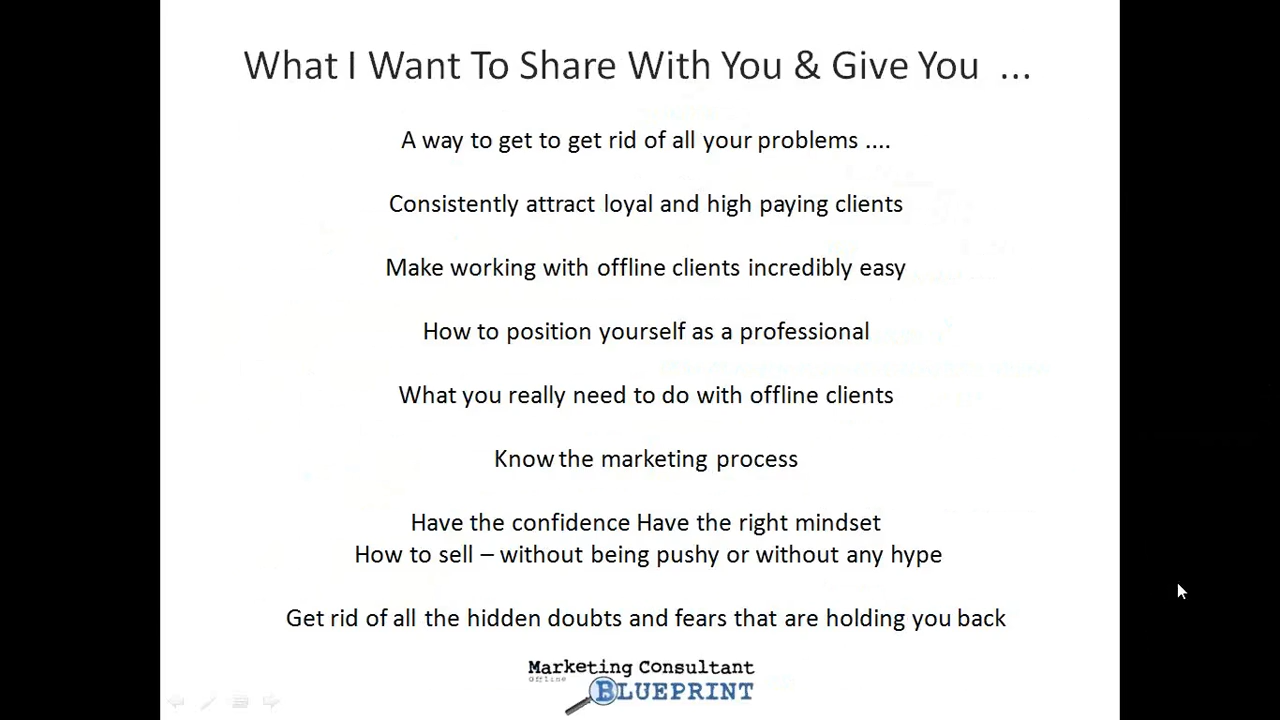 What I Want To Share With You & Give You ...
A way to get to get rid of all your problems ....
Consistently attract loyal and high paying clients
Make working with offline clients incredibly easy
How to position yourself as a professional
What you really need to do with offline clients
Know the marketing process
Have the confidence Have the right mindset
How to sell – without being pushy or without any hype
Get rid of all the hidden doubts and fears that are holding you back
Marketing Consultant
Offline
BLUEPRINT